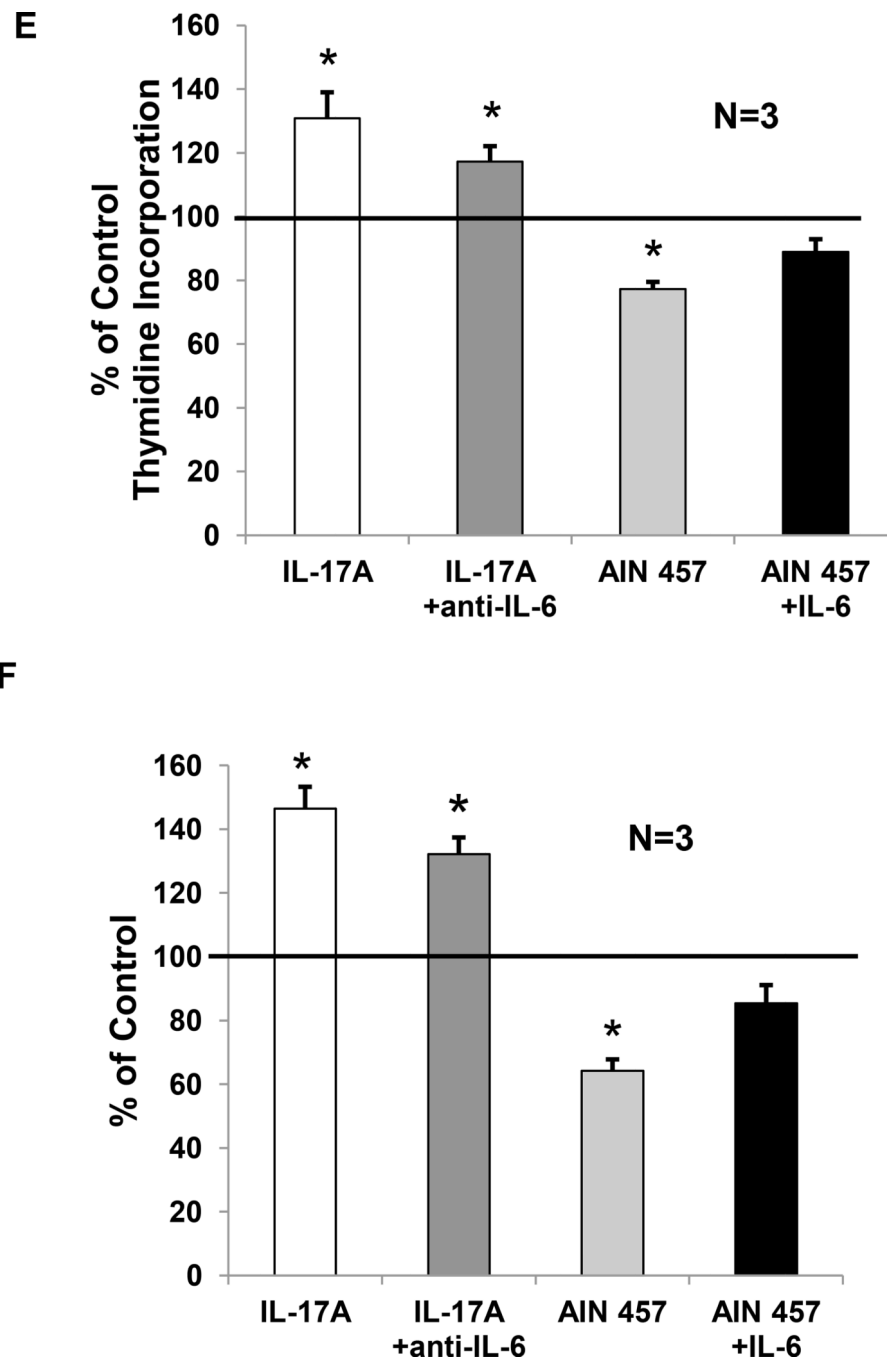 E
% of Control
Thymidine Incorporation
160
140
120
100
80
60
40
20
0
*
*
*
N=3
IL-17A
IL-17A
+anti-IL-6
AIN 457
AIN 457
+IL-6
F
% of Control
160
140
120
100
80
60
40
20
0
*
*
*
N=3
IL-17A
IL-17A
+anti-IL-6
AIN 457
AIN 457
+IL-6